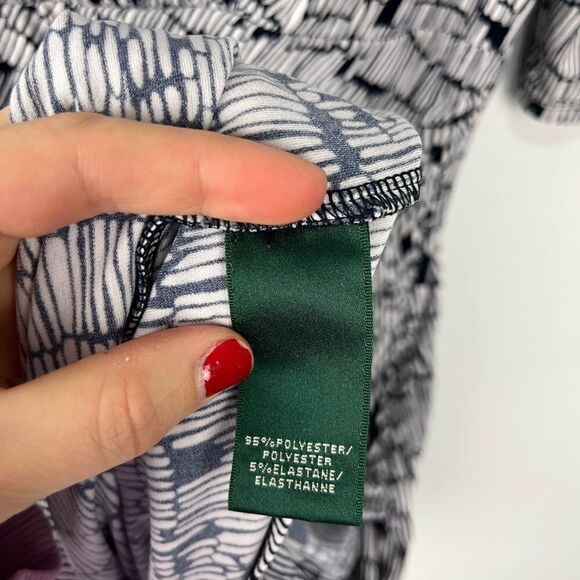 95%POLYESTER/
POLYESTER
5%ELASTANE/
ELASTHANNE